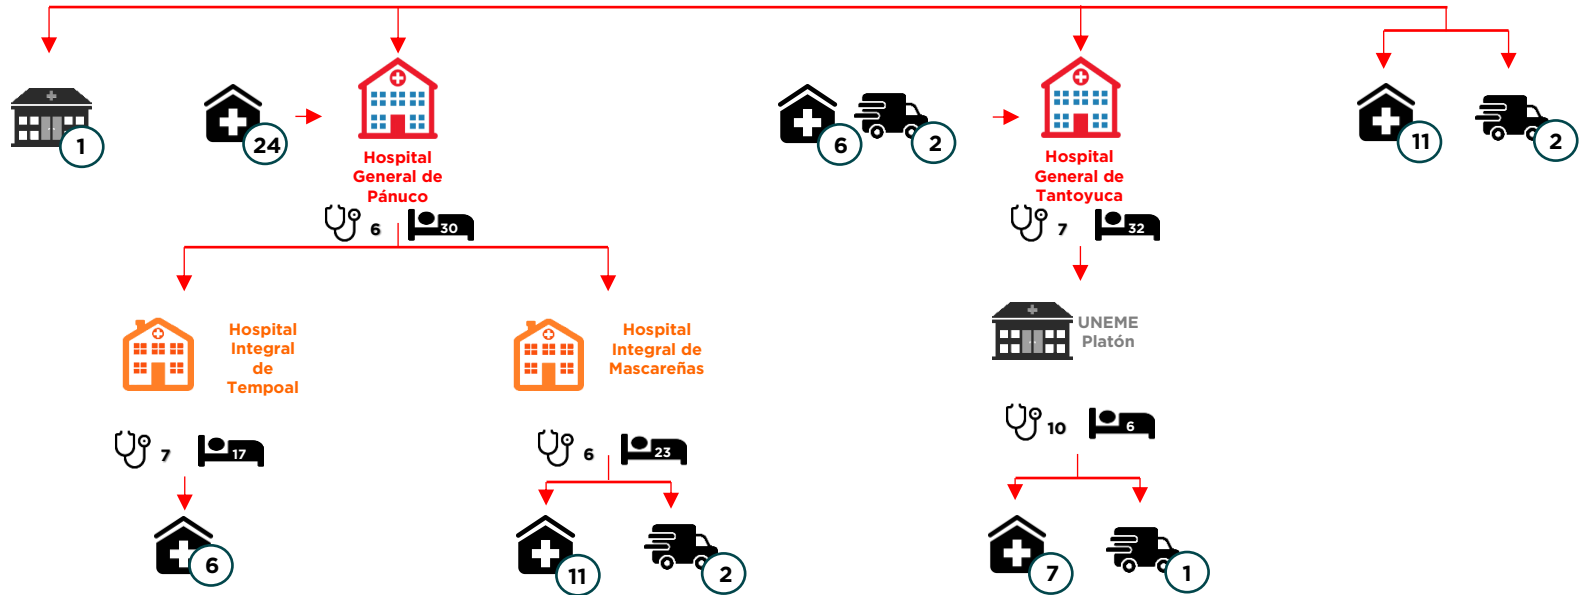 1
24
6
2
11
2
Hospital
General de
Pánuco
6
30
Hospital
General de
Tantoyuca
7
32
Hospital
Integral
de
Tempoal
Hospital
Integral de
Mascareñas
UNEME
Platón
7
17
6
23
10
6
6
11
2
7
1